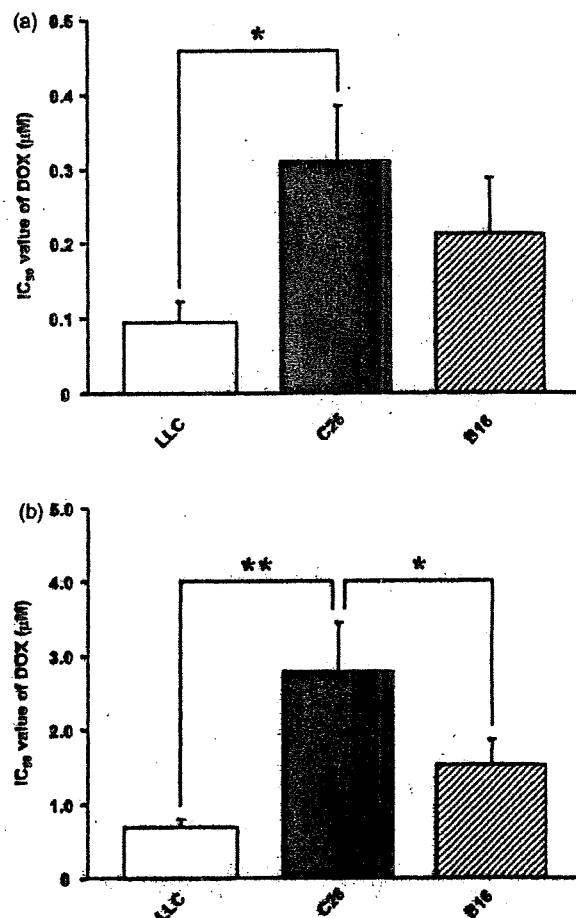 (a)
0.5
*
0.4
IC50 value of DOX (μM)
0.3
0.2
0.1
0
LLC
C26
B16
(b)
5.0
**
*
4.0
IC50 value of DOX (μM)
3.0
2.0
1.0
0
LLC
C26
B16